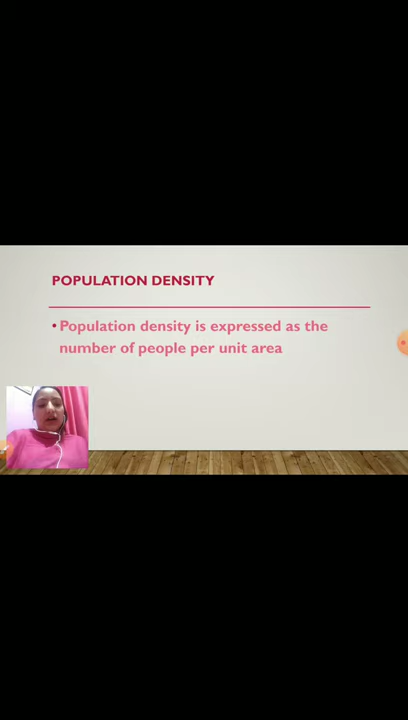 POPULATION DENSITY
• Population density is expressed as the
number of people per unit area